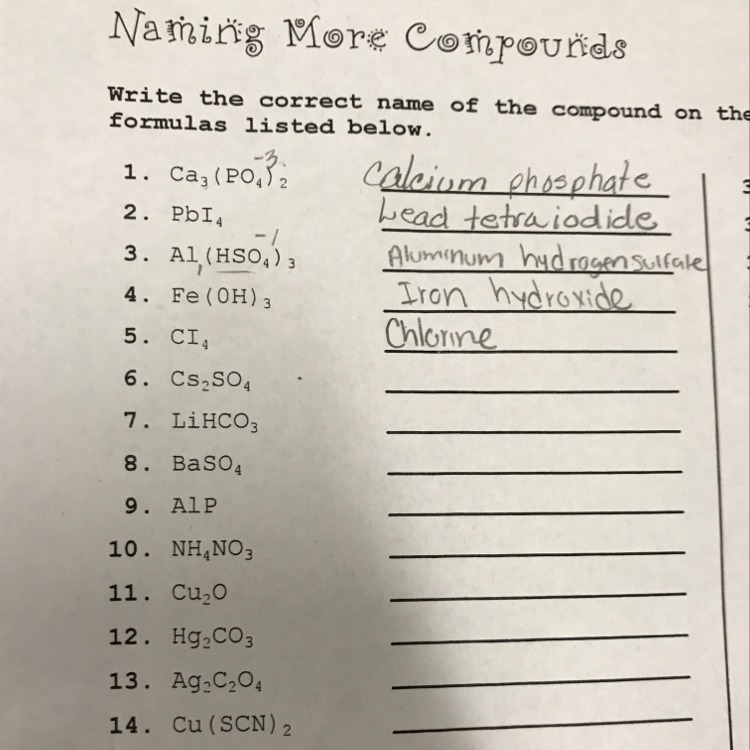 Naming More Compounds
Write the correct name of the compound on the
formulas listed below.
-3
1. Ca₃(PO₄)₂ Calcium phosphate
2. PbI₄ Lead tetraiodide
-1
3. Al₁(HSO₄)₃ Aluminum hydrogensulfate
4. Fe(OH)₃ Iron hydroxide
5. CI₄ Chlorine
6. Cs₂SO₄
7. LiHCO₃
8. BaSO₄
9. AlP
10. NH₄NO₃
11. Cu₂O
12. Hg₂CO₃
13. Ag₂C₂O₄
14. Cu(SCN)₂